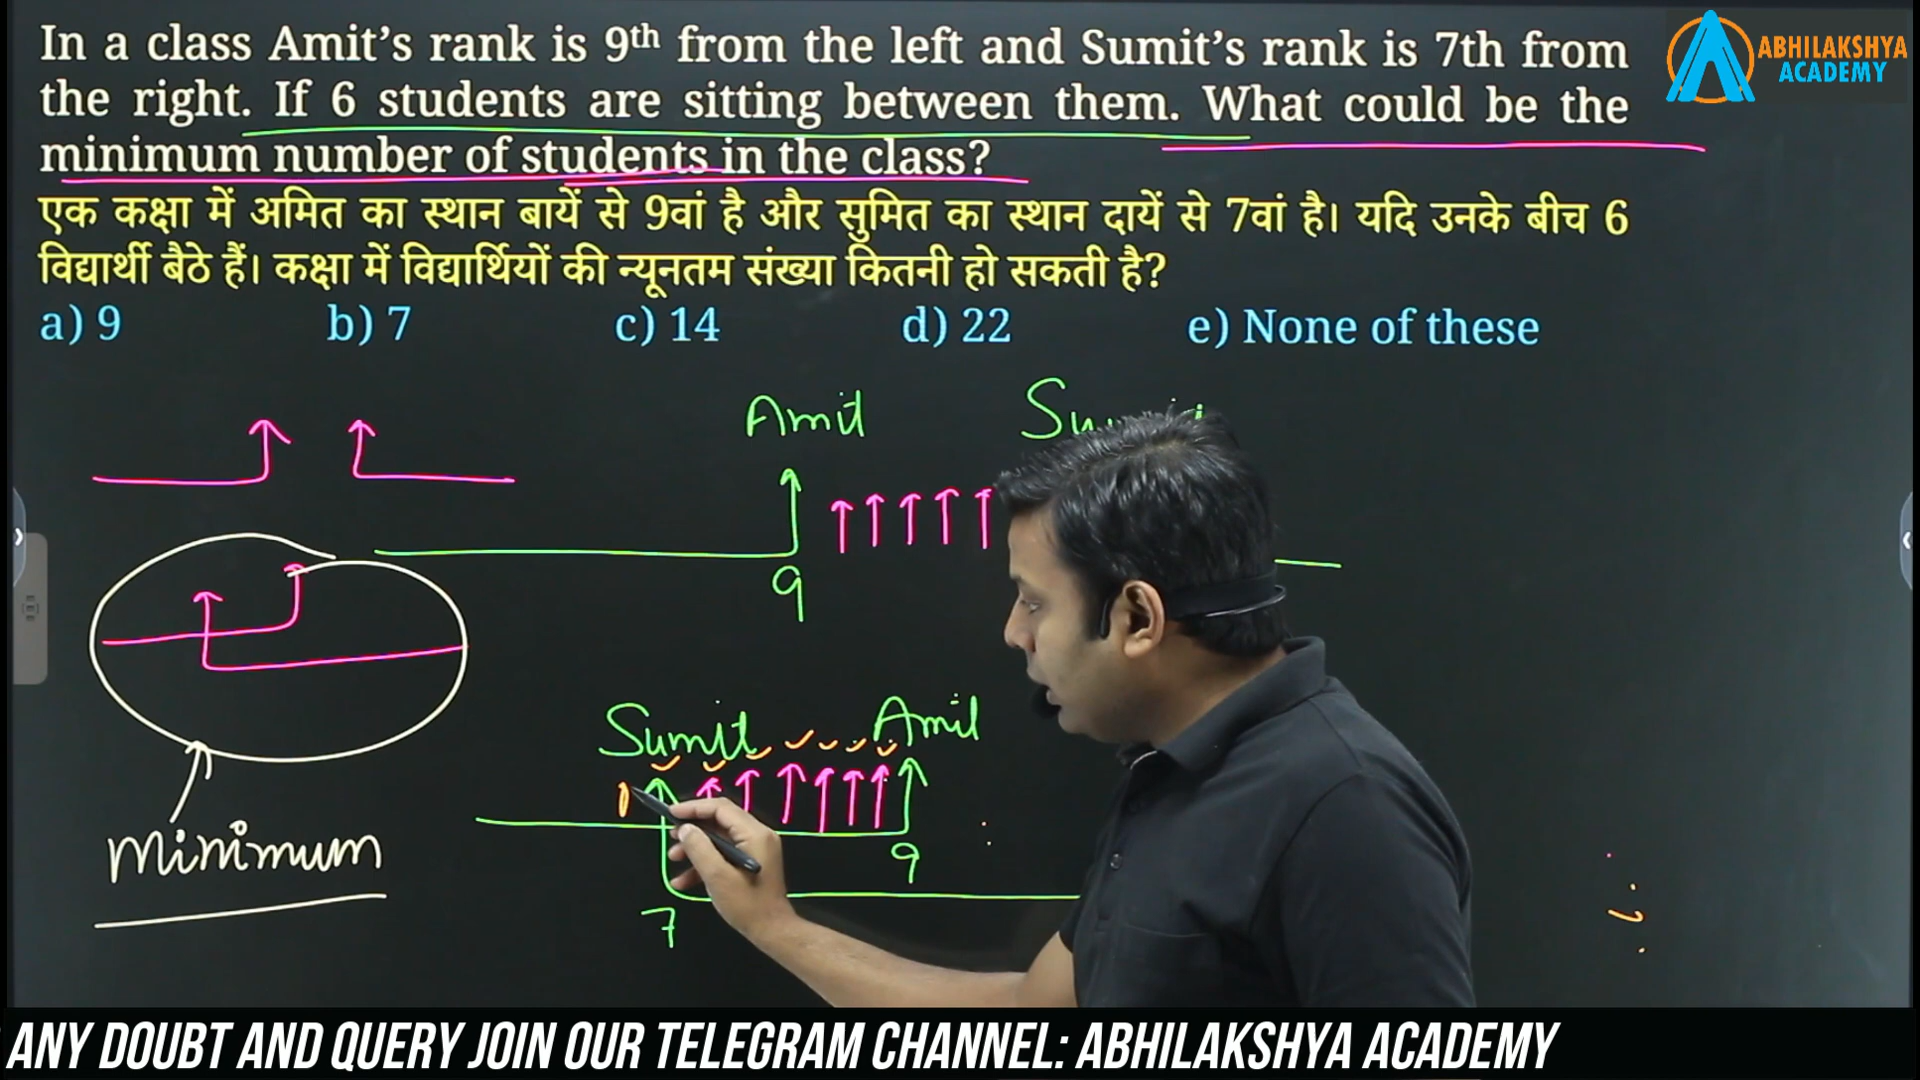 In a class Amit's rank is 9th from the left and Sumit's rank is 7th from
the right. If 6 students are sitting between them. What could be the
minimum number of students in the class?
एक कक्षा में अमित का स्थान बायें से 9वां है और सुमित का स्थान दायें से 7वां है। यदि उनके बीच 6
विद्यार्थी बैठे हैं। कक्षा में विद्यार्थियों की न्यूनतम संख्या कितनी हो सकती है?
a) 9 b) 7 c) 14 d) 22 e) None of these
ABHILAKSHYA
ACADEMY
Amit
9
Sumit Amit
9
7
Minimum
ANY DOUBT AND QUERY JOIN OUR TELEGRAM CHANNEL: ABHILAKSHYA ACADEMY